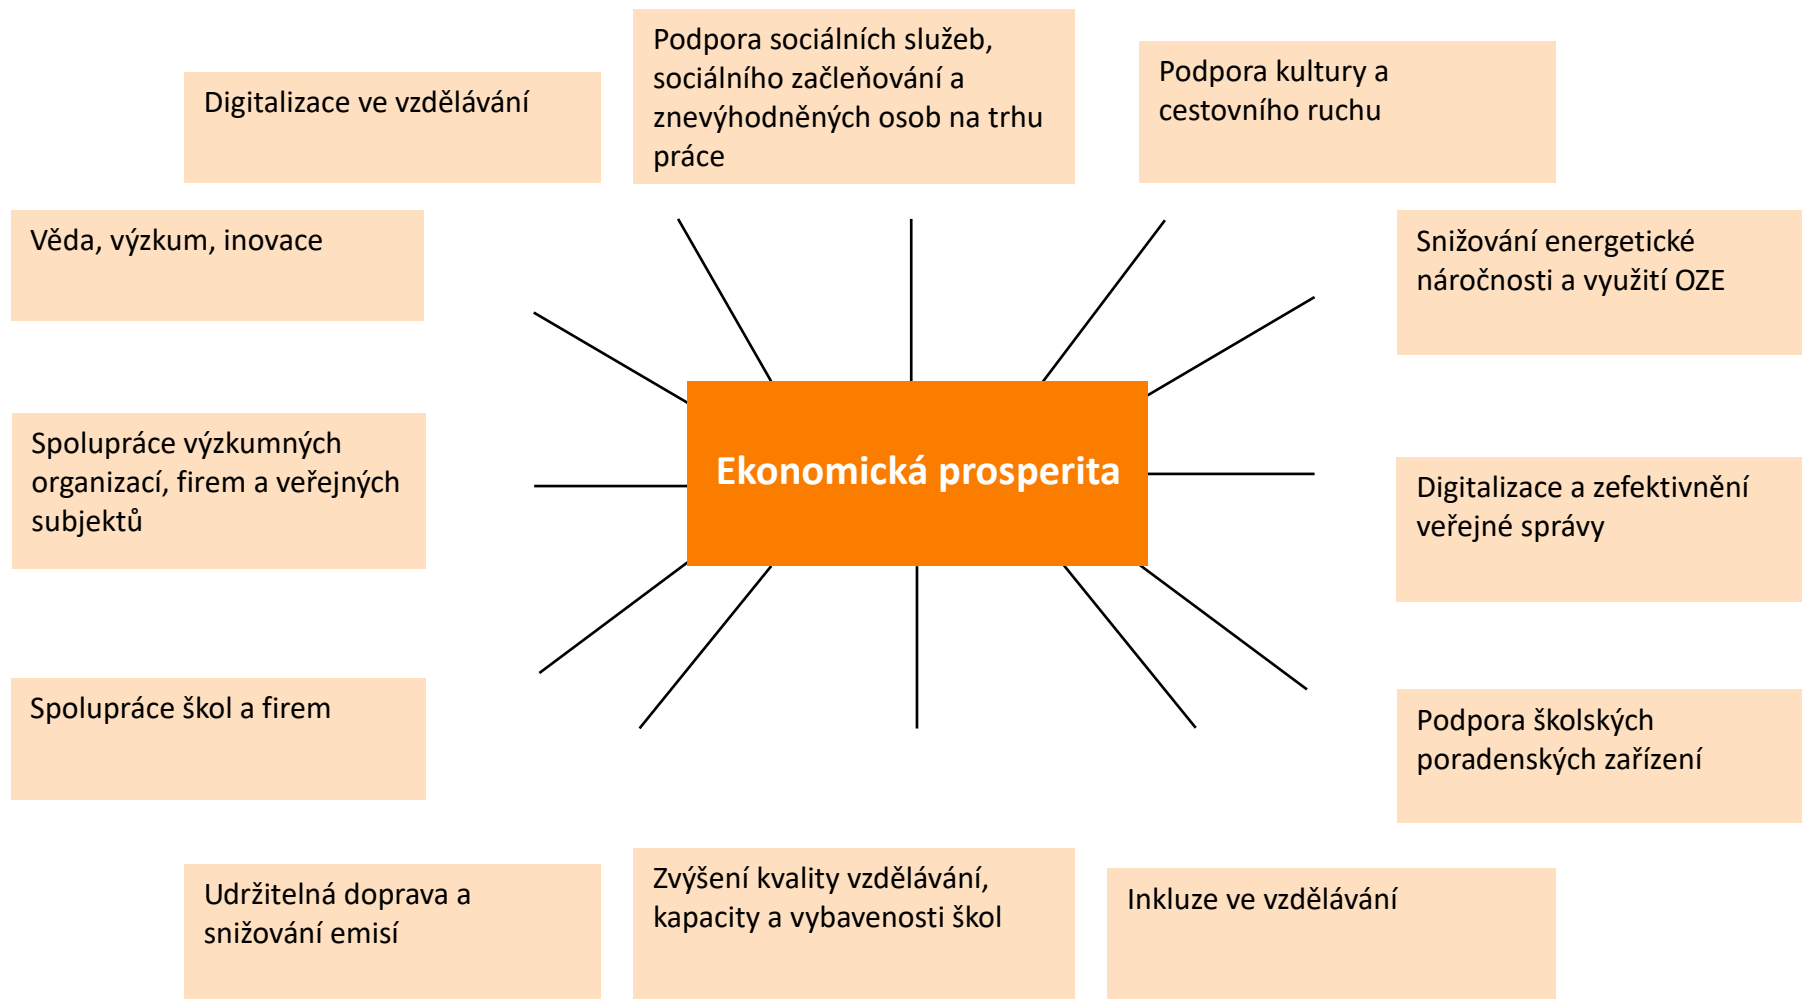 Podpora sociálních služeb,
sociálního začleňování a
znevýhodněných osob na trhu
práce
Podpora kultury a
cestovního ruchu
Digitalizace ve vzdělávání
Věda, výzkum, inovace
Snižování energetické
náročnosti a využití OZE
Spolupráce výzkumných
organizací, firem a veřejných
subjektů
Ekonomická prosperita
Digitalizace a zefektivnění
veřejné správy
Spolupráce škol a firem
Podpora školských
poradenských zařízení
Udržitelná doprava a
snižování emisí
Zvýšení kvality vzdělávání,
kapacity a vybavenosti škol
Inkluze ve vzdělávání